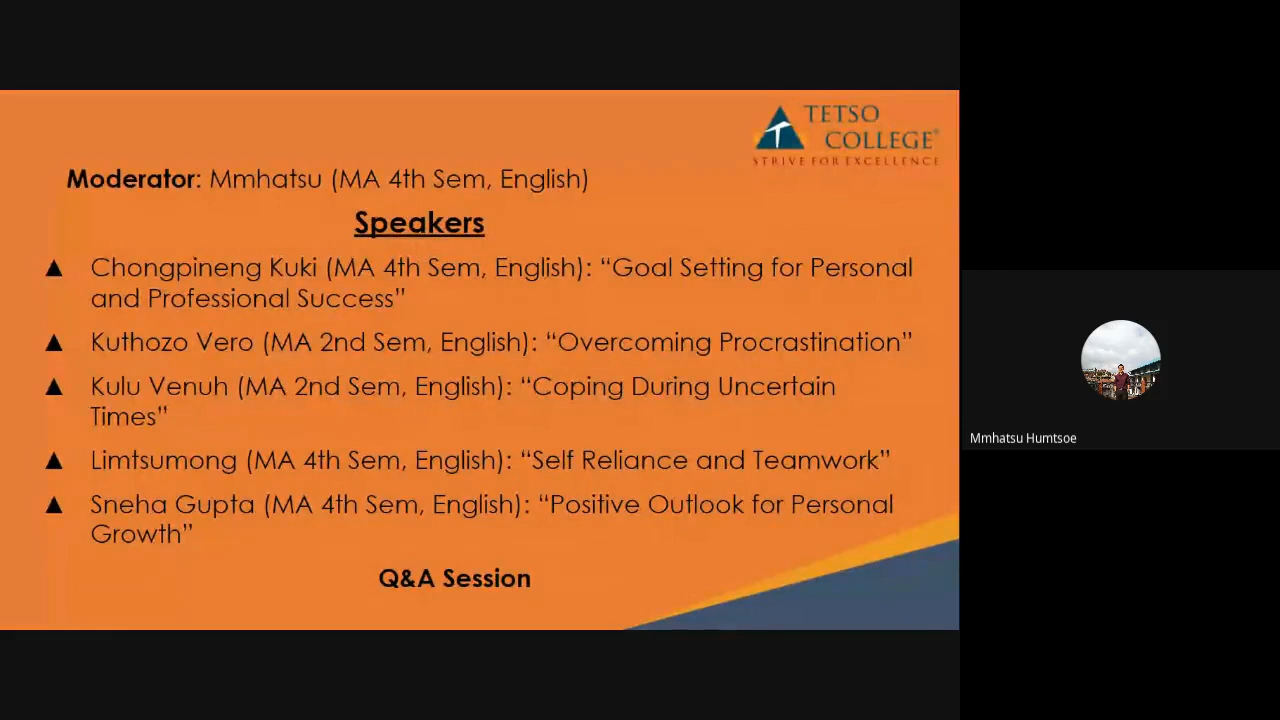 TETSO
COLLEGE®
STRIVE FOR EXCELLENCE
Moderator: Mmhatsu (MA 4th Sem, English)
Speakers
▲ Chongpineng Kuki (MA 4th Sem, English): “Goal Setting for Personal
and Professional Success”
▲ Kuthozo Vero (MA 2nd Sem, English): “Overcoming Procrastination”
▲ Kulu Venuh (MA 2nd Sem, English): “Coping During Uncertain
Times”
▲ Limtsumong (MA 4th Sem, English): “Self Reliance and Teamwork”
▲ Sneha Gupta (MA 4th Sem, English): “Positive Outlook for Personal
Growth”
Q&A Session
Mmhatsu Humtsoe